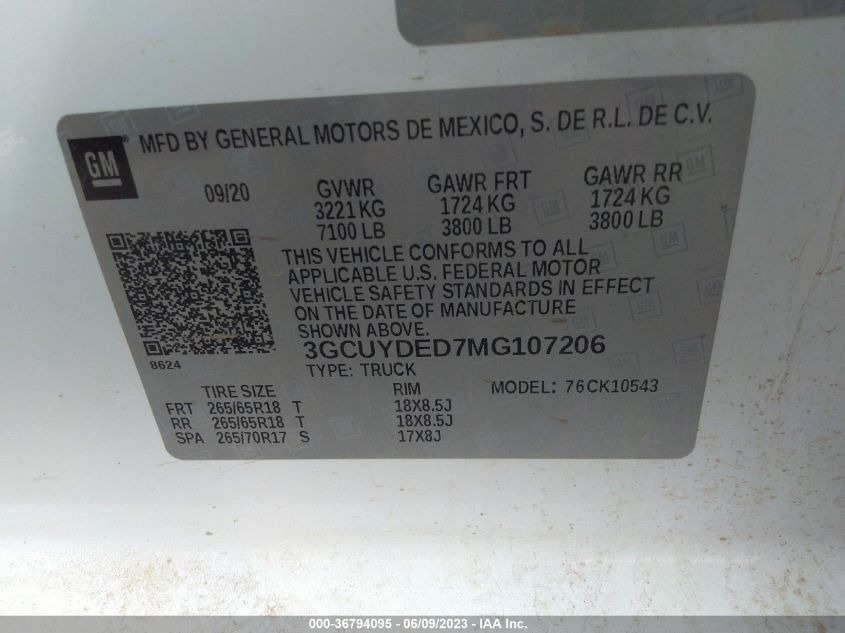 GM
®
MFD BY GENERAL MOTORS DE MEXICO, S. DE R.L. DE C.V.
09/20 GVWR GAWR FRT GAWR RR
3221 KG 1724 KG 1724 KG
7100 LB 3800 LB 3800 LB
THIS VEHICLE CONFORMS TO ALL
APPLICABLE U.S. FEDERAL MOTOR
VEHICLE SAFETY STANDARDS IN EFFECT
ON THE DATE OF MANUFACTURE
SHOWN ABOVE.
8624
3GCUYDED7MG107206
TYPE: TRUCK
TIRE SIZE RIM MODEL: 76CK10543
FRT 265/65R18 T 18X8.5J
RR 265/65R18 T 18X8.5J
SPA 265/70R17 S 17X8J
000-36794095 - 06/09/2023 - IAAI.COM